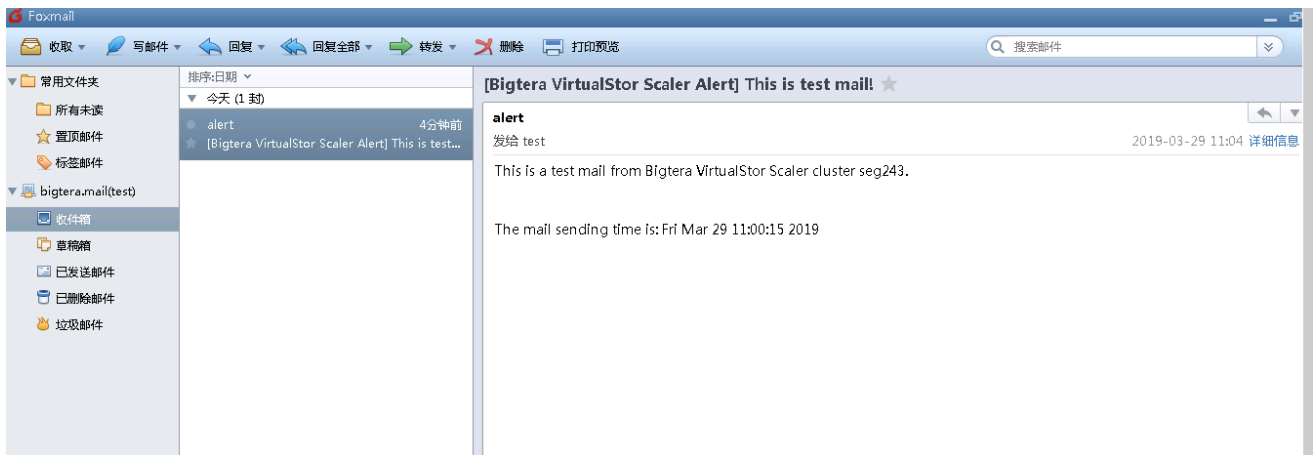 Foxmail
收取 写邮件 回复 回复全部 转发 删除 打印预览 搜索邮件
常用文件夹
所有未读
置顶邮件
标签邮件
bigtera.mail(test)
收件箱
草稿箱
已发送邮件
已删除邮件
垃圾邮件
排序:日期
今天 (1 封)
alert 4分钟前
[Bigtera VirtualStor Scaler Alert] This is test...
[Bigtera VirtualStor Scaler Alert] This is test mail!
alert
发给 test 2019-03-29 11:04 详细信息
This is a test mail from Bigtera VirtualStor Scaler cluster seg243.
The mail sending time is: Fri Mar 29 11:00:15 2019